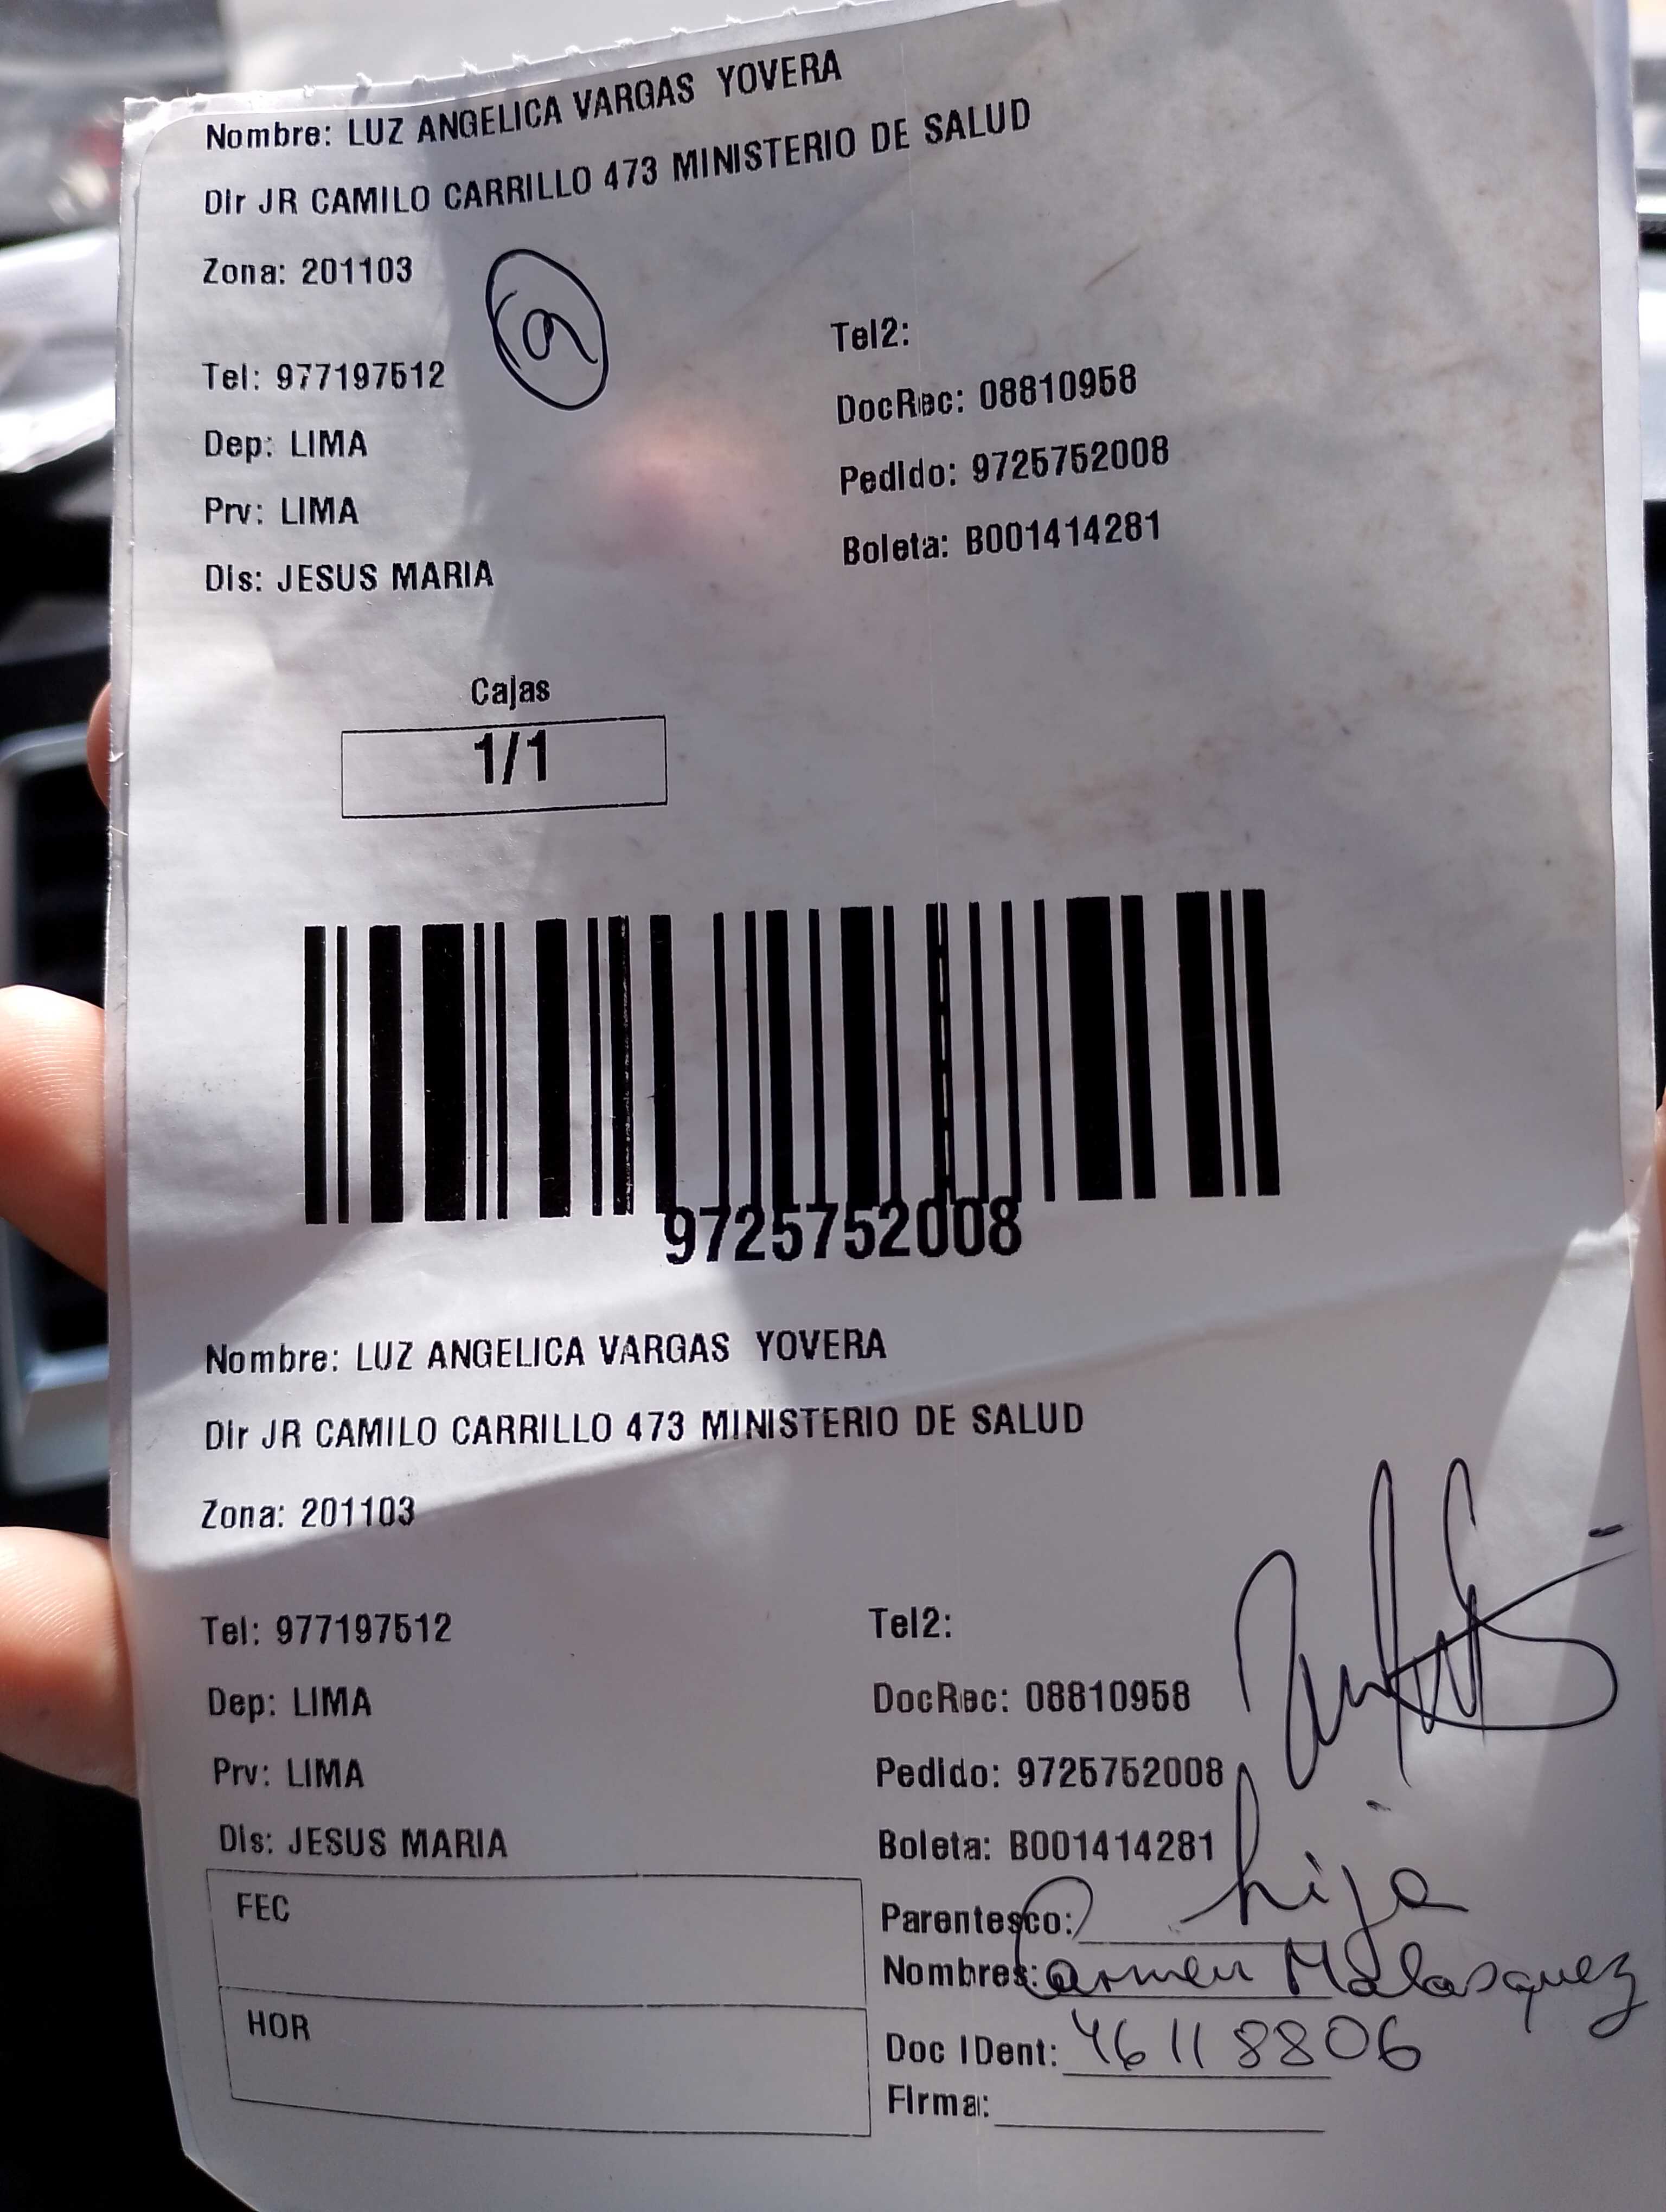 Nombre: LUZ ANGELICA VARGAS YOVERA
Dir JR CAMILO CARRILLO 473 MINISTERIO DE SALUD
Zona: 201103
Tel2:
Tel: 977197512
DocRec: 08810958
Dep: LIMA
Pedido: 9725752008
Prv: LIMA
Boleta: B001414281
Dis: JESUS MARIA
Cajas
1/1
9725752008
Nombre: LUZ ANGELICA VARGAS YOVERA
Dir JR CAMILO CARRILLO 473 MINISTERIO DE SALUD
Zona: 201103
Tel: 977197512
Tel2:
Dep: LIMA
DocRec: 08810958
Prv: LIMA
Pedido: 9725752008
Dis: JESUS MARIA
Boleta: B001414281
FEC
Parentesco: hija
Nombres: Carmen Malasquez
HOR
Doc IDent: 46118806
Firma: